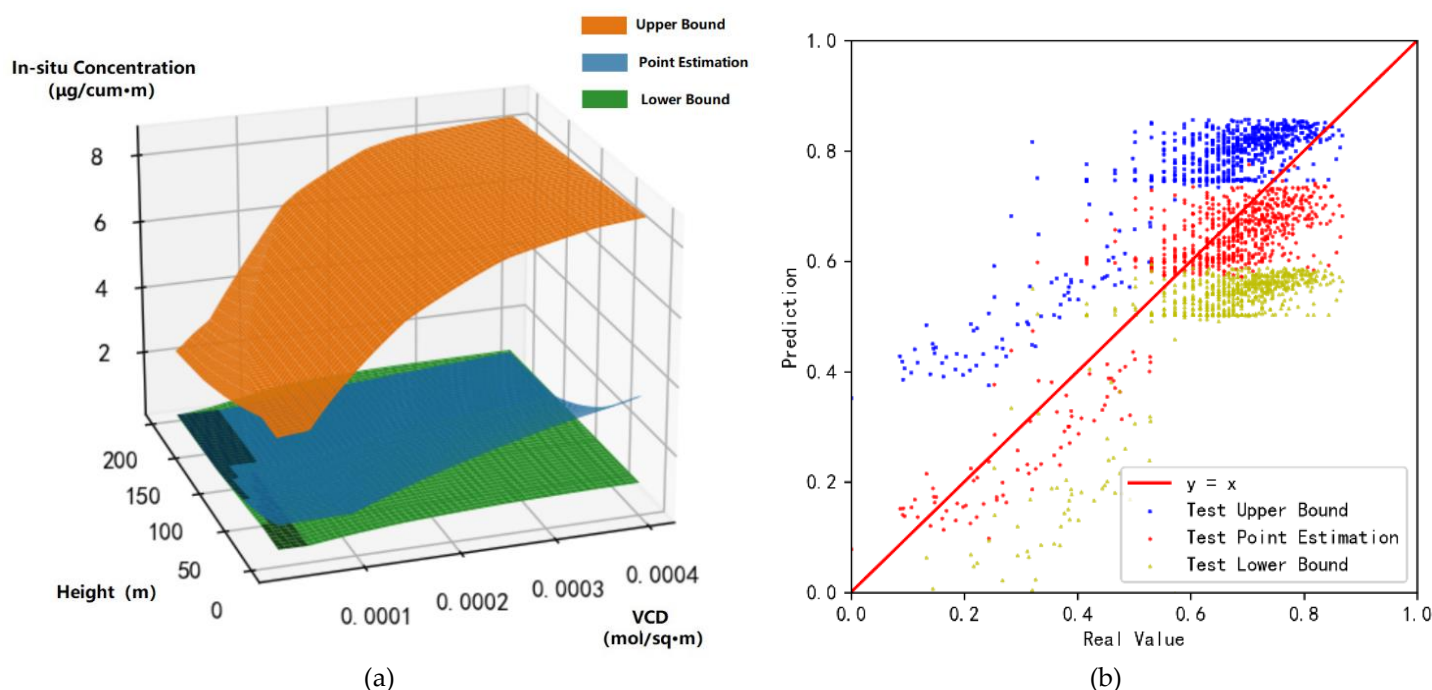 Upper Bound
Point Estimation
Lower Bound
In-situ Concentration
(μg/cum•m)
8
6
4
2
200
150
100
50
0
Height (m)
0.0001
0.0002
0.0003
0.0004
VCD
(mol/sq•m)
(a)
1.0
0.8
0.6
0.4
0.2
0.0
Prediction
y = x
Test Upper Bound
Test Point Estimation
Test Lower Bound
0.0
0.2
0.4
0.6
0.8
1.0
Real Value
(b)